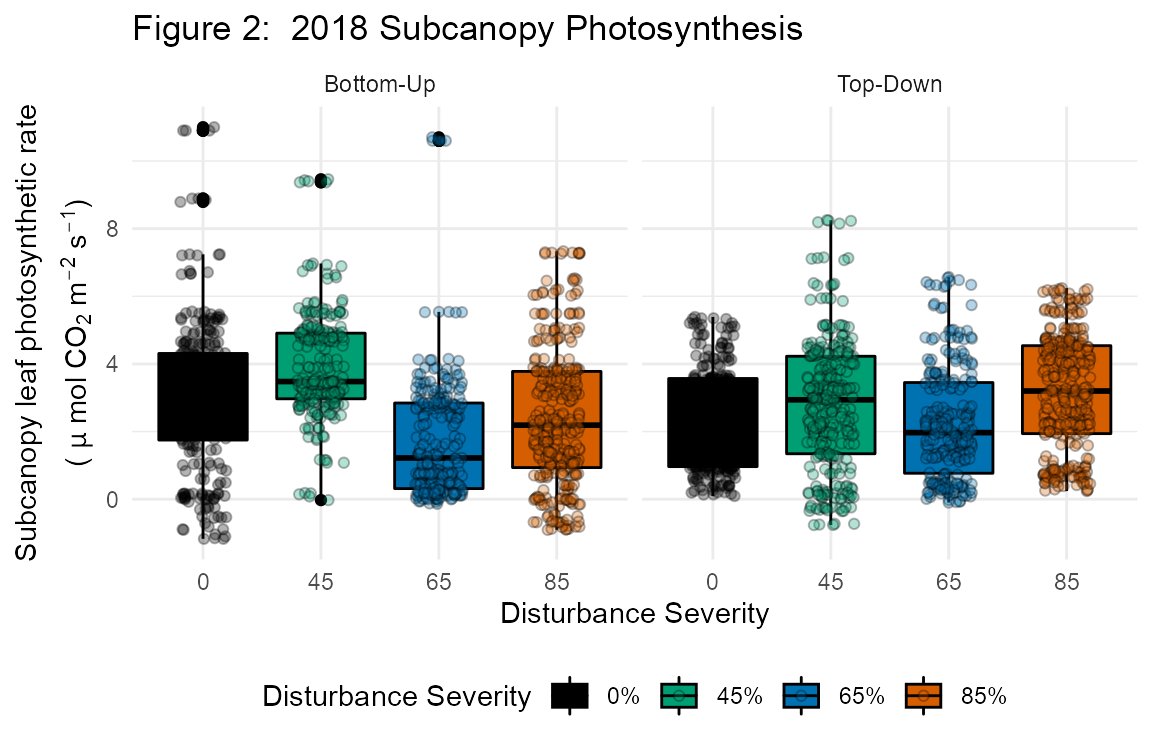 Figure 2:  2018 Subcanopy Photosynthesis
Bottom-Up
Top-Down
Subcanopy leaf photosynthetic rate
( μ mol CO₂ m⁻² s⁻¹)
8
4
0
0
45
65
85
0
45
65
85
Disturbance Severity
Disturbance Severity
0%
45%
65%
85%